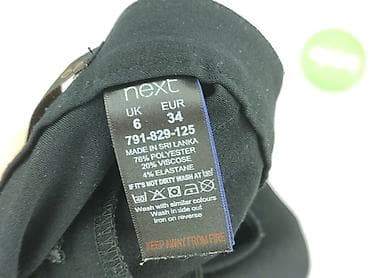 next
UK EUR
6 34
791-829-125
MADE IN SRI LANKA
76% POLYESTER
20% VISCOSE
4% ELASTANE
IF IT'S NOT DIRTY WASH AT
Wash with similar colours
Wash inside out
Iron on reverse
KEEP AWAY FROM FIRE